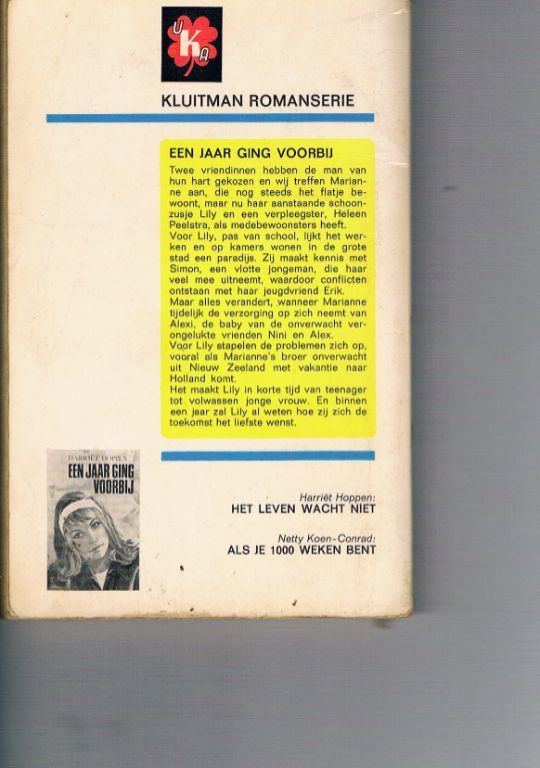 UKA
KLUITMAN ROMANSERIE
EEN JAAR GING VOORBIJ
Twee vriendinnen hebben de man van
hun hart gekozen en wij treffen Marian-
ne aan, die nog steeds het flatje be-
woont, maar nu haar aanstaande schoon-
zusje Lily en een verpleegster, Heleen
Peelstra, als medebewoonsters heeft.
Voor Lily, pas van school, lijkt het wer-
ken en op kamers wonen in de grote
stad een paradijs. Zij maakt kennis met
Simon, een vlotte jongeman, die haar
veel mee uitneemt, waardoor conflicten
ontstaan met haar jeugdvriend Erik.
Maar alles verandert, wanneer Marianne
tijdelijk de verzorging op zich neemt van
Alexi, de baby van de onverwacht ver-
ongelukte vrienden Nini en Alex.
Voor Lily stapelen de problemen zich op,
vooral als Marianne's broer onverwacht
uit Nieuw Zeeland met vakantie naar
Holland komt.
Het maakt Lily in korte tijd van teenager
tot volwassen jonge vrouw. En binnen
een jaar zal Lily al weten hoe zij zich de
toekomst het liefste wenst.
HARRIËT HOPPEN
EEN JAAR GING
VOORBIJ
Harriët Hoppen:
HET LEVEN WACHT NIET
Netty Koen-Conrad:
ALS JE 1000 WEKEN BENT